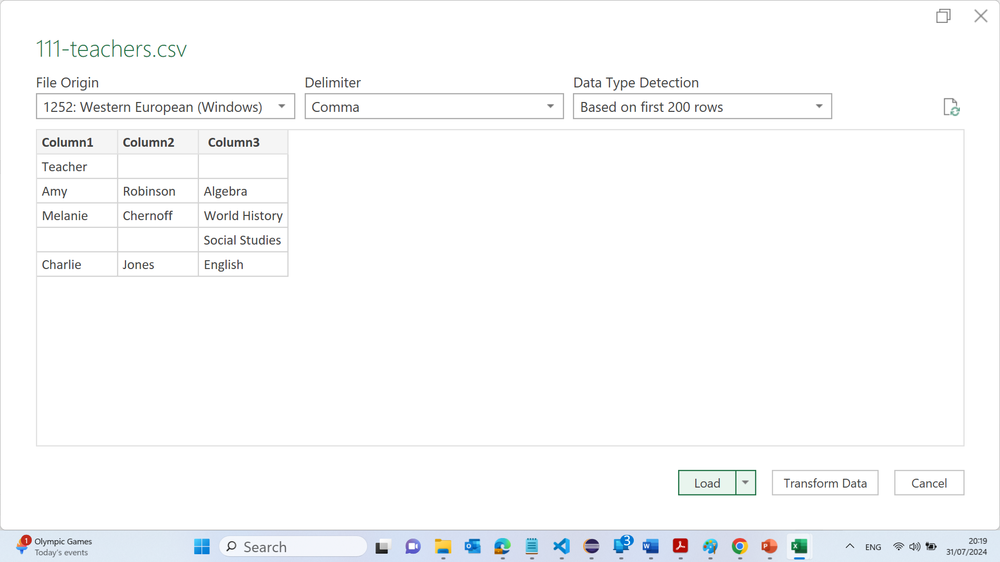 111-teachers.csv
File Origin Delimiter Data Type Detection
1252: Western European (Windows) Comma Based on first 200 rows
Column1 Column2 Column3
Teacher
Amy Robinson Algebra
Melanie Chernoff World History
Social Studies
Charlie Jones English
Load Transform Data Cancel
1 Olympic Games
Today's events
Search
3
ENG
20:19
31/07/2024